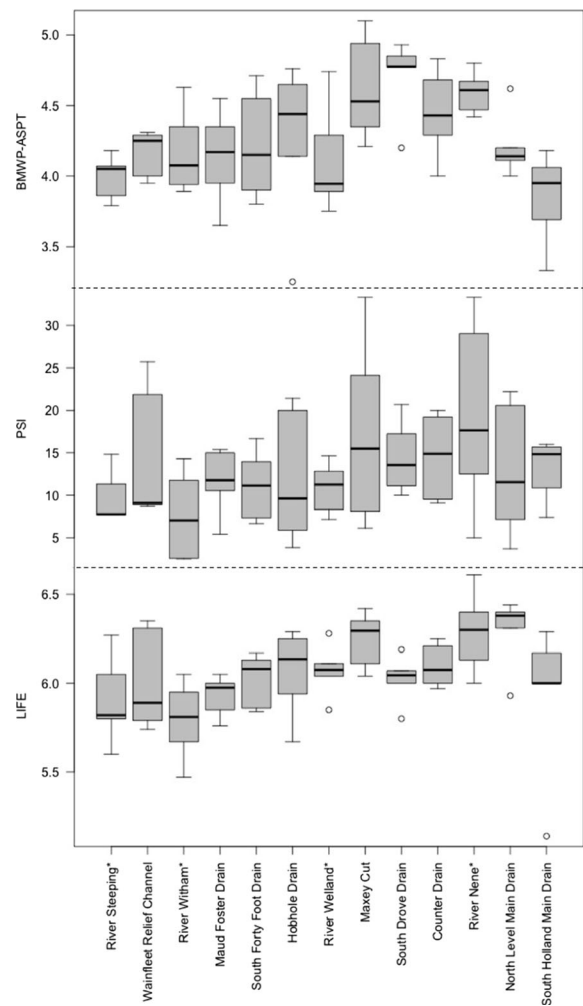 5.0
4.5
4.0
3.5
BMWP-ASPT
30
25
20
15
10
5
PSI
6.5
6.0
5.5
LIFE
River Steeping*
Wainfleet Relief Channel
River Witham*
Maud Foster Drain
South Forty Foot Drain
Hobhole Drain
River Welland*
Maxey Cut
South Drove Drain
Counter Drain
River Nene*
North Level Main Drain
South Holland Main Drain